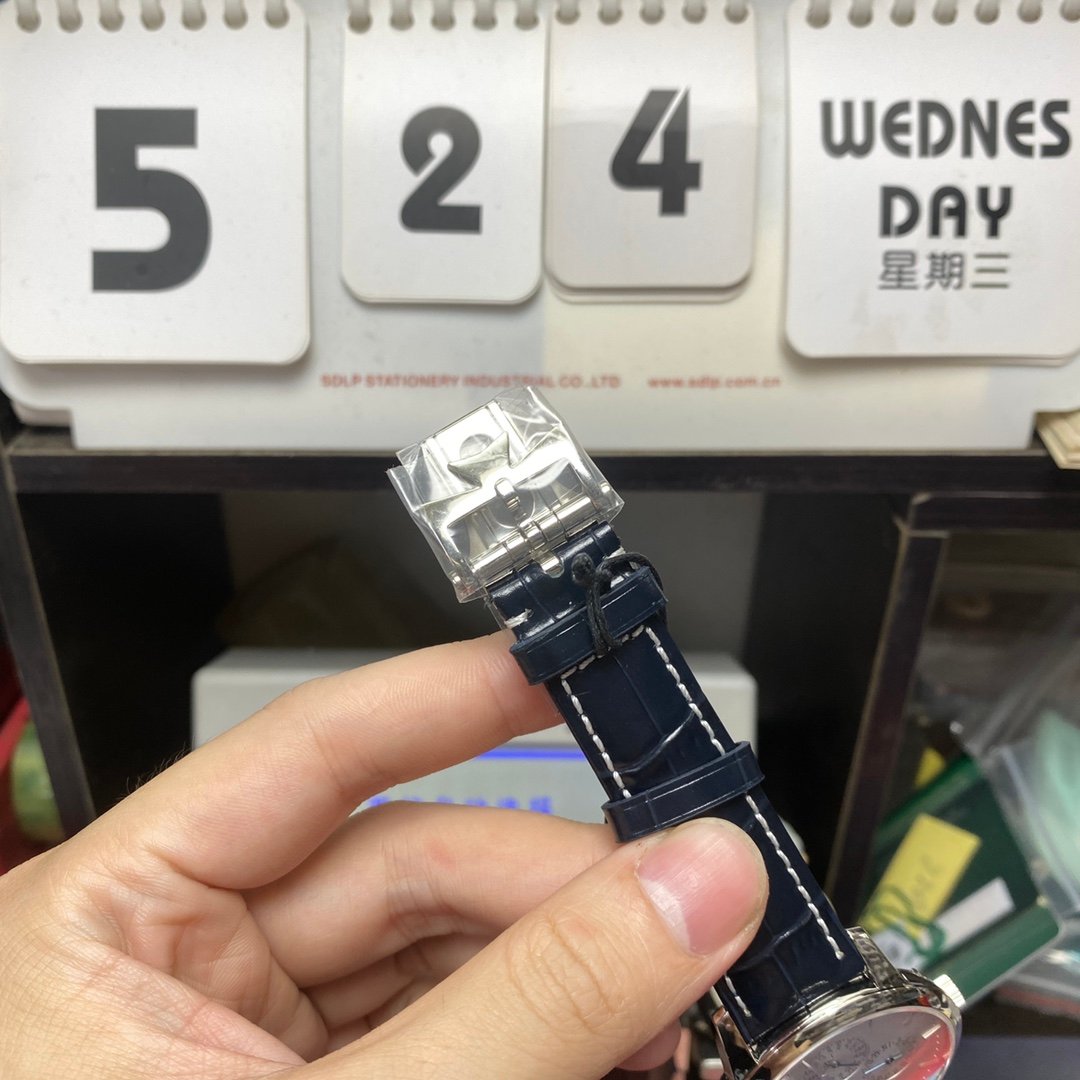 5
2
4
WEDNES
DAY
星期三
SDLP STATIONERY INDUSTRIAL CO.,LTD www.sdlp.com.cn